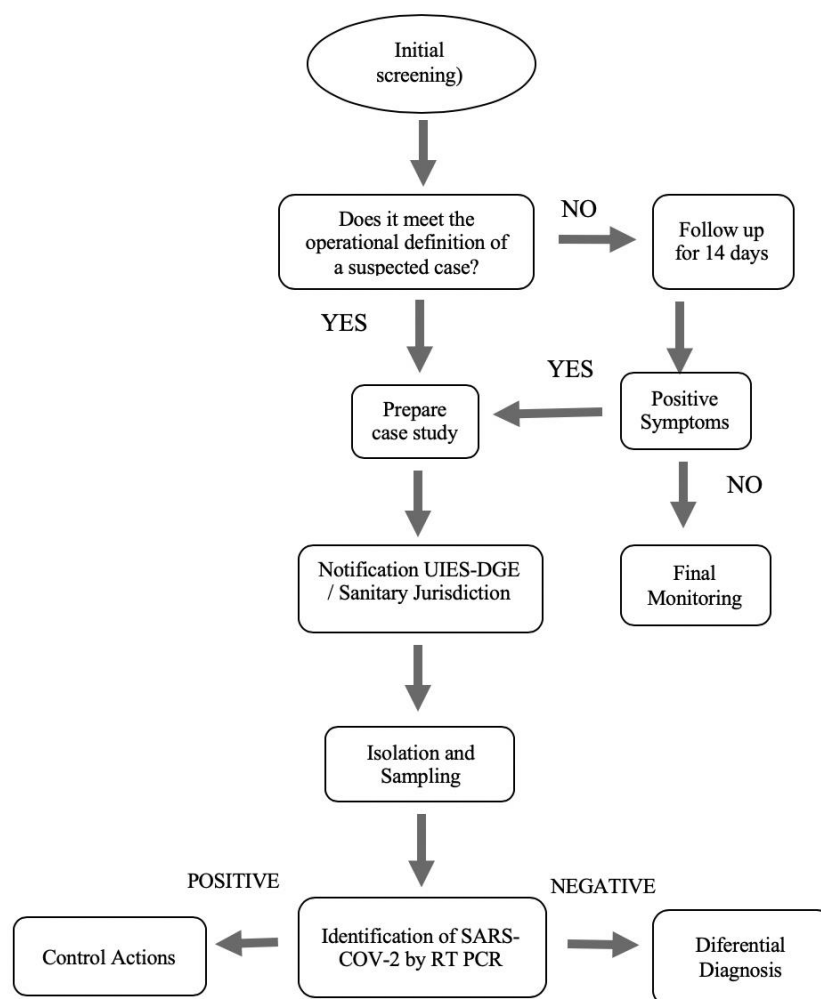 Initial
screening)
Does it meet the
operational definition of
a suspected case?
NO
Follow up
for 14 days
YES
YES
Prepare
case study
Positive
Symptoms
NO
Notification UIES-DGE
/ Sanitary Jurisdiction
Final
Monitoring
Isolation and
Sampling
POSITIVE
NEGATIVE
Control Actions
Identification of SARS-
COV-2 by RT PCR
Diferential
Diagnosis